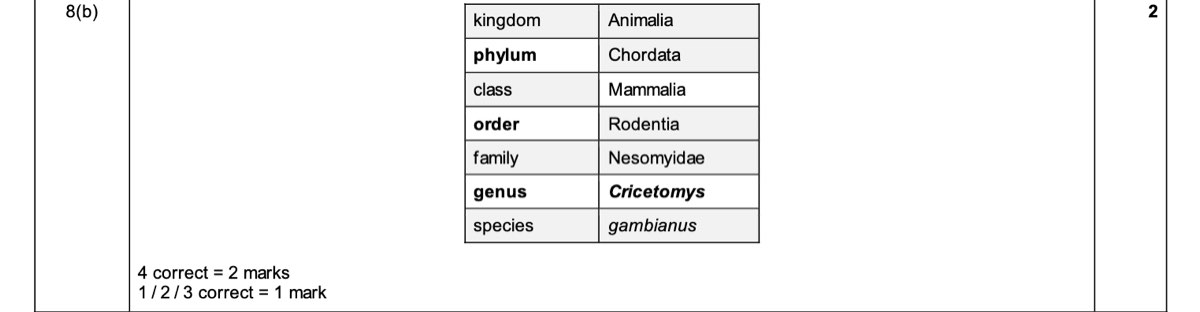 8(b)
2
kingdom Animalia
phylum Chordata
class Mammalia
order Rodentia
family Nesomyidae
genus Cricetomys
species gambianus
4 correct = 2 marks
1 / 2 / 3 correct = 1 mark